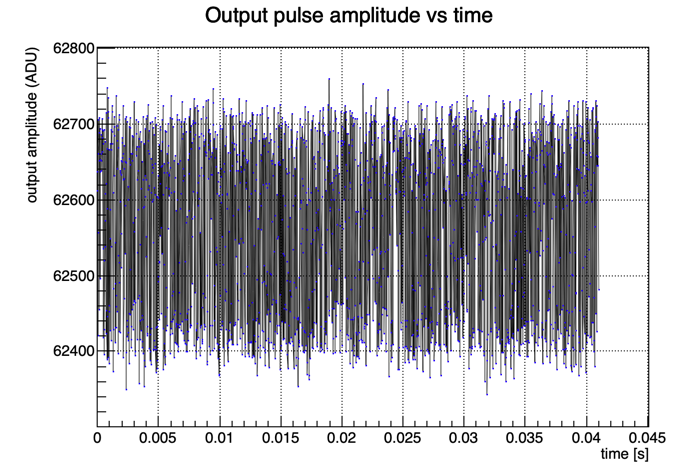 Output pulse amplitude vs time
output amplitude (ADU)
62800
62700
62600
62500
62400
0 0.005 0.01 0.015 0.02 0.025 0.03 0.035 0.04 0.045
time [s]